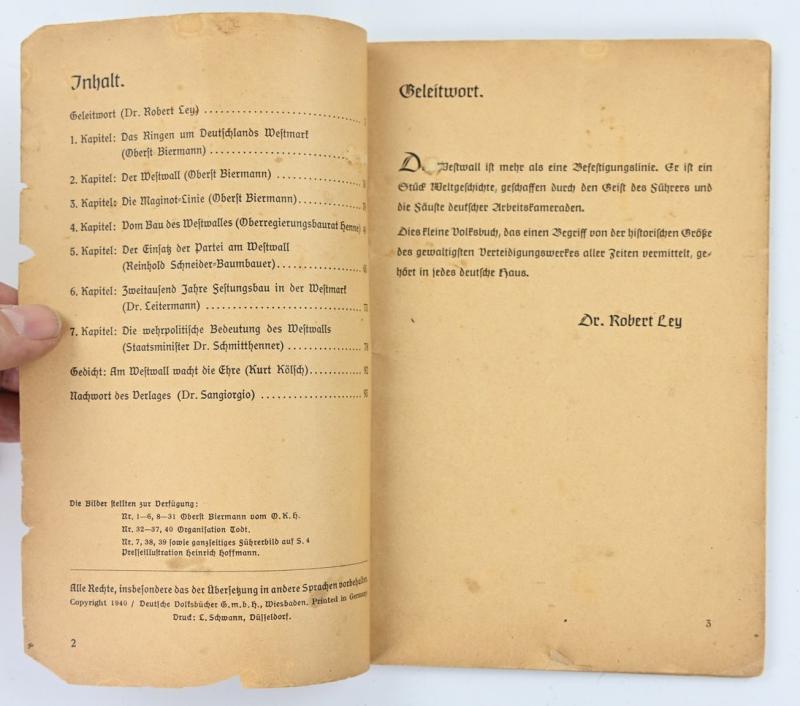 Inhalt.
Geleitwort (Dr. Robert Ley)
1. Kapitel: Das Ringen um Deutschlands Westmark
(Oberst Biermann)
2. Kapitel: Der Westwall (Oberst Biermann)
3. Kapitel: Die Maginot-Linie (Oberst Biermann)
4. Kapitel: Vom Bau des Westwalles (Oberregierungsbaurat Henne)
5. Kapitel: Der Einsatz der Partei am Westwall
(Reinhold Schneider-Baumbauer)
6. Kapitel: Zweitausend Jahre Festungsbau in der Westmark
(Dr. Leitermann)
7. Kapitel: Die wehrpolitische Bedeutung des Westwalls
(Staatsminister Dr. Schmitthenner)
Gedicht: Am Westwall wacht die Ehre (Kurt Kölsch)
Nachwort des Verlages (Dr. Sangiorgio)
Die Bilder stellten zur Verfügung:
Nr. 1—6, 8—31 Oberst Biermann vom O.K.H.
Nr. 32—37, 40 Organisation Todt.
Nr. 7, 38, 39 sowie ganzseitiges Führerbild auf S. 4
Presseillustration Heinrich Hoffmann.
Alle Rechte, insbesondere das der Übersetzung in andere Sprachen vorbehalten.
Copyright 1940 / Deutsche Volksbücher G.m.b.H., Wiesbaden. Printed in Germany
Druck: L. Schwann, Düsseldorf.
2
Geleitwort.
Westwall ist mehr als eine Befestigungslinie. Er ist ein
Stück Weltgeschichte, geschaffen durch den Geist des Führers und
die Fäuste deutscher Arbeitskameraden.
Dies kleine Volksbuch, das einen Begriff von der historischen Größe
des gewaltigsten Verteidigungswerkes aller Zeiten vermittelt, ge-
hört in jedes deutsche Haus.
Dr. Robert Ley
3